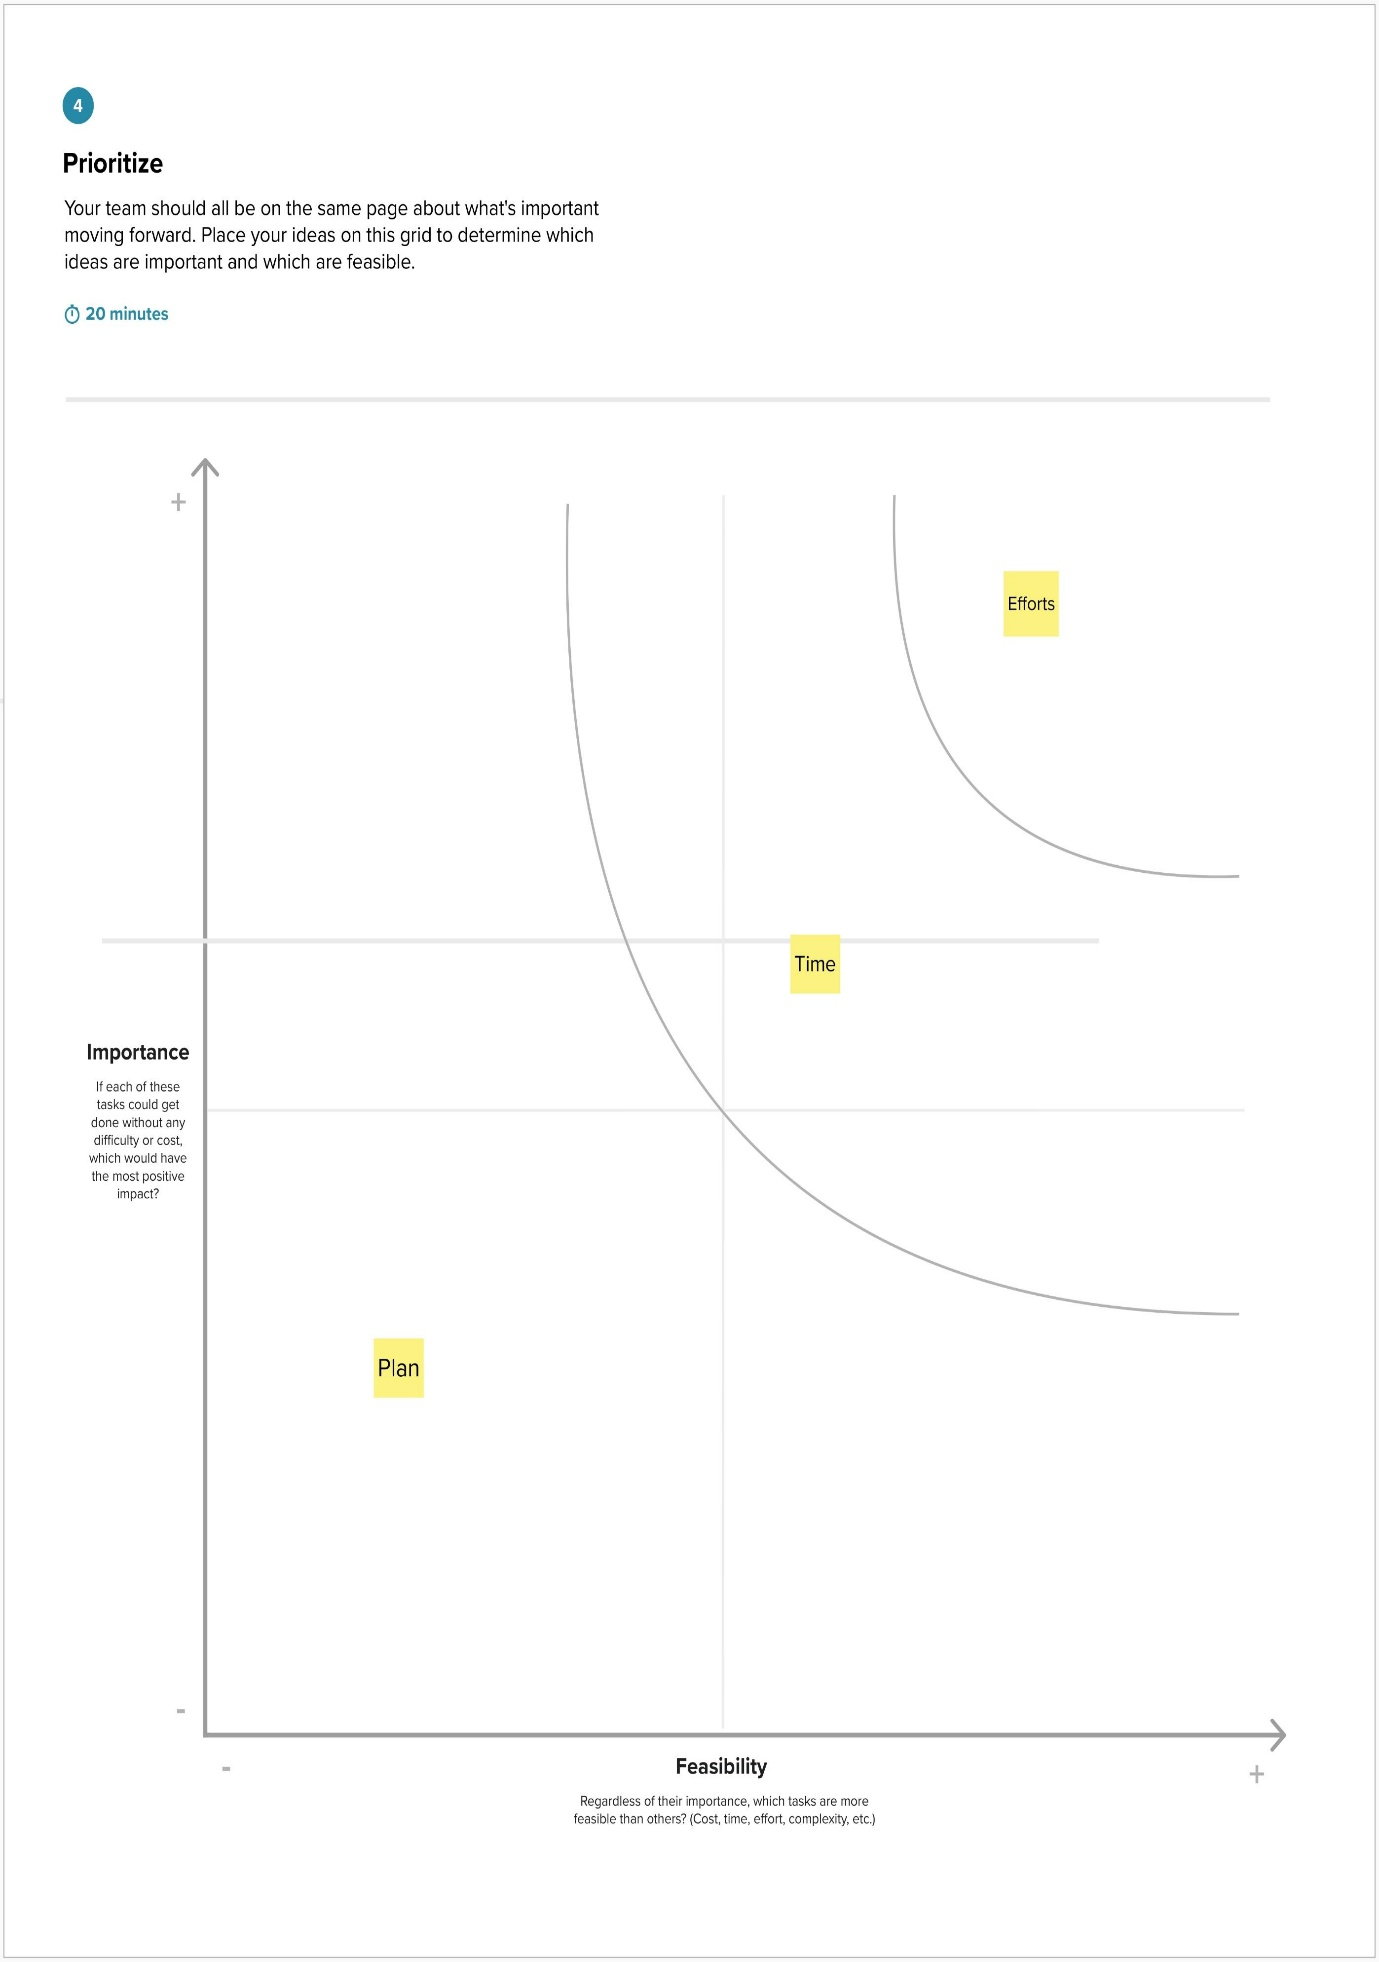 4
Prioritize
Your team should all be on the same page about what's important
moving forward. Place your ideas on this grid to determine which
ideas are important and which are feasible.
20 minutes
+
Efforts
Time
Importance
If each of these
tasks could get
done without any
difficulty or cost,
which would have
the most positive
impact?
Plan
-
-
Feasibility
+
Regardless of their importance, which tasks are more
feasible than others? (Cost, time, effort, complexity, etc.)